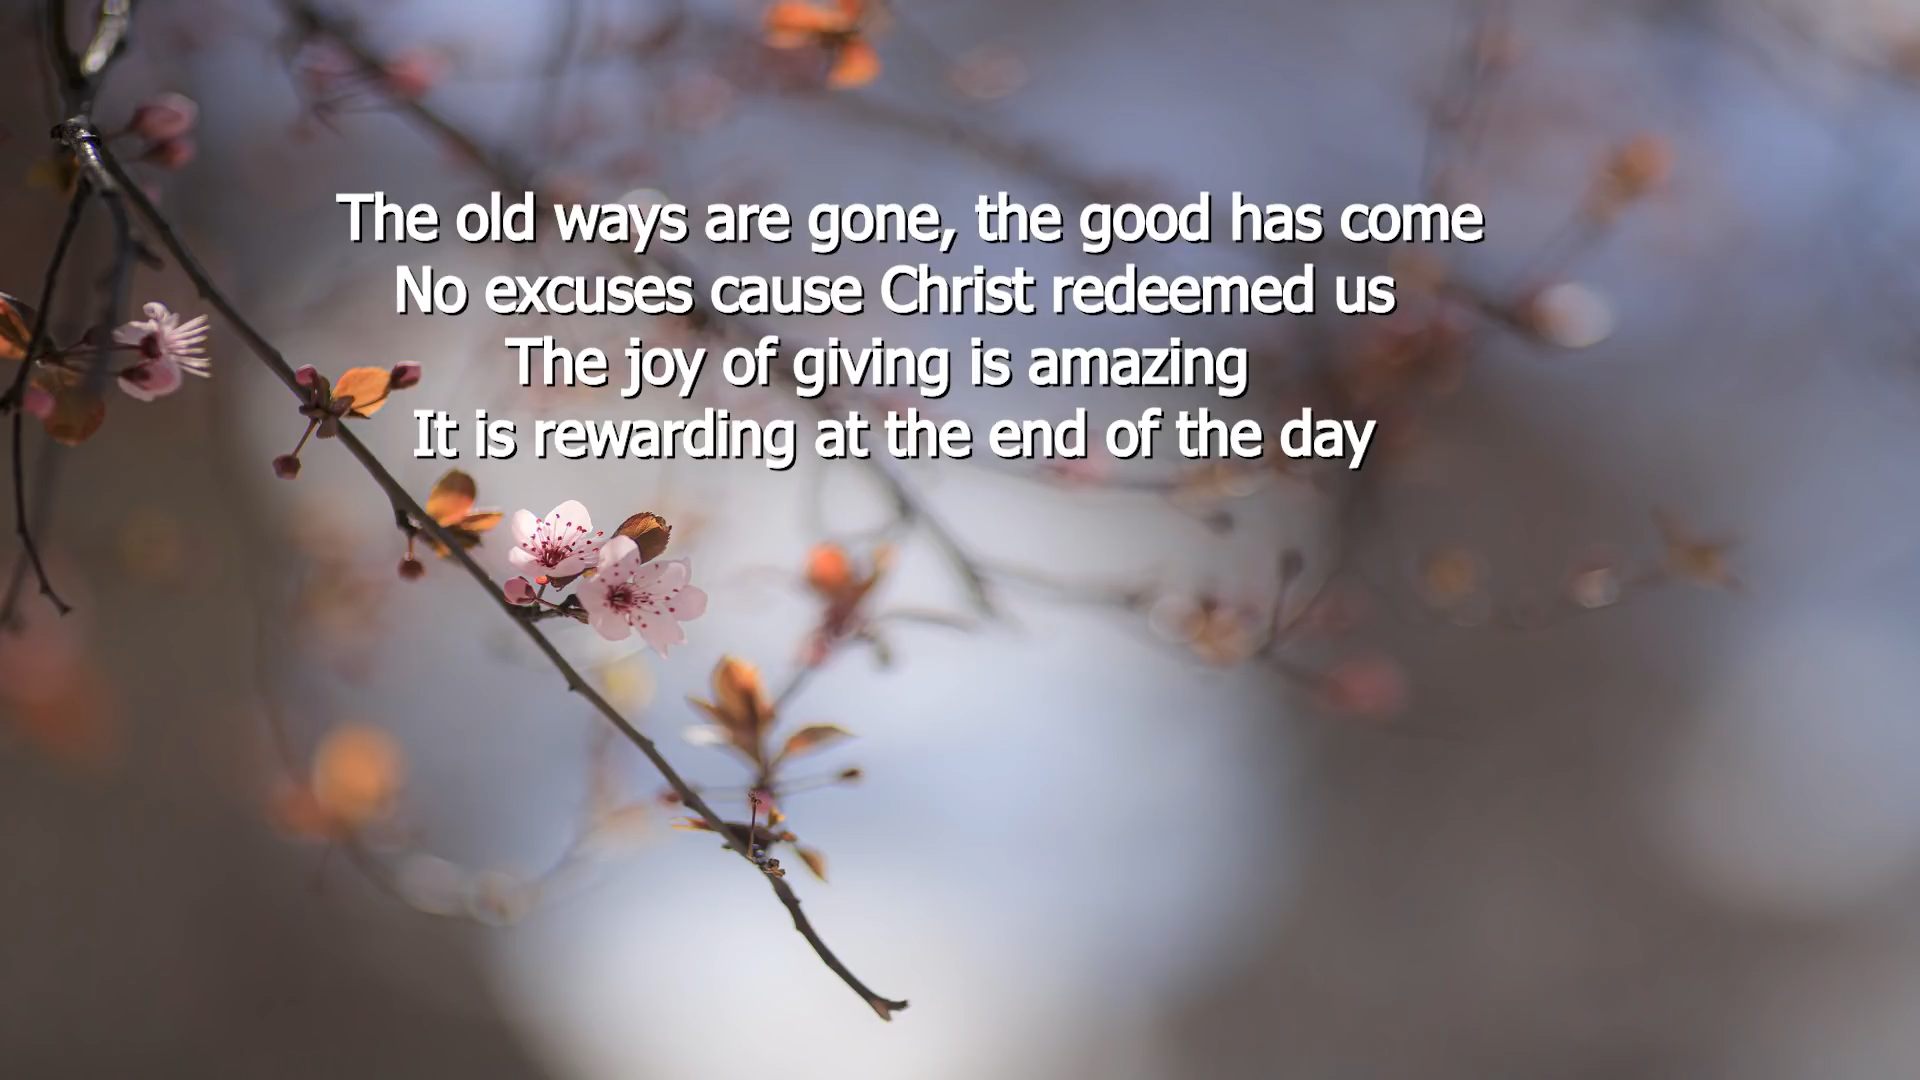 The old ways are gone, the good has come
No excuses cause Christ redeemed us
The joy of giving is amazing
It is rewarding at the end of the day